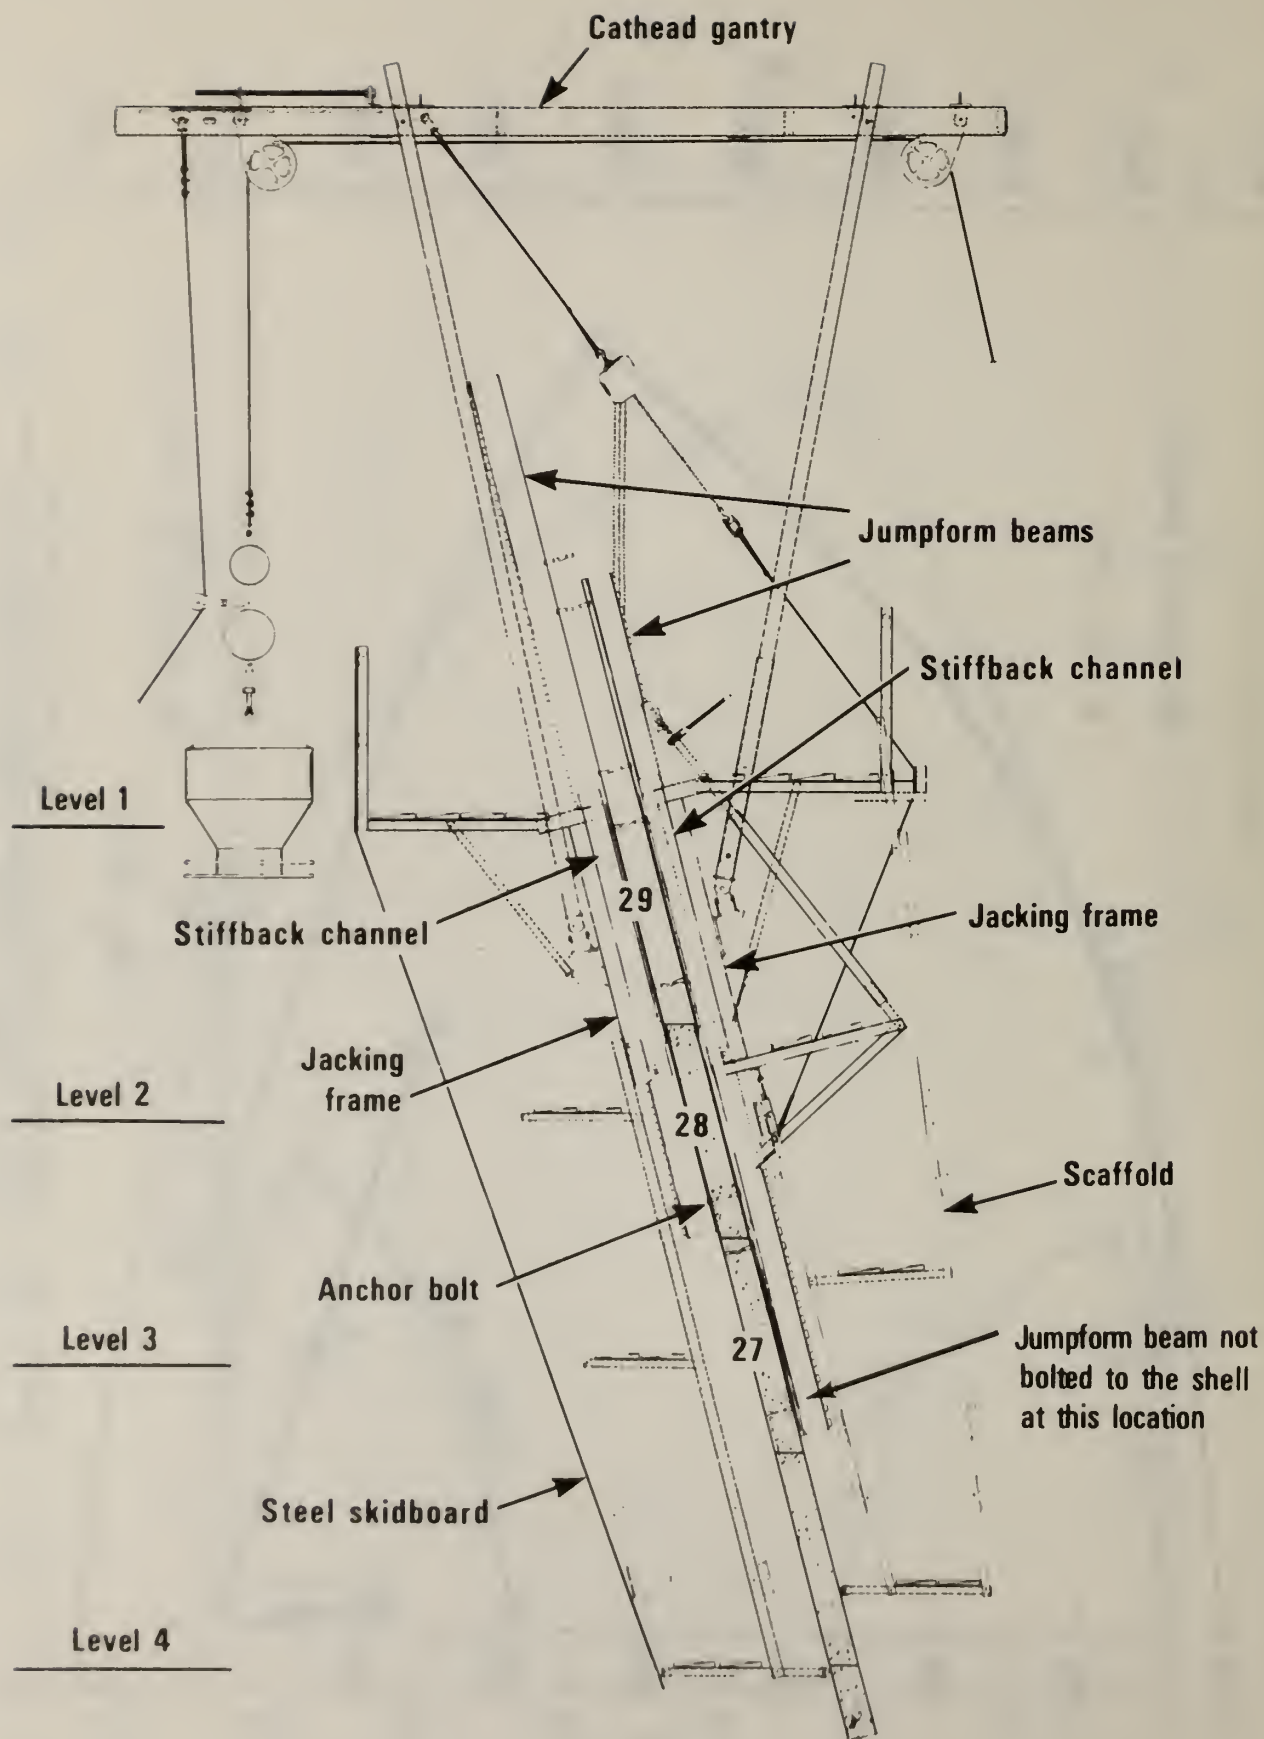 Cathead gantry
Jumpform beams
Stiffback channel
Level 1
29
Stiffback channel
Jacking frame
Jacking
frame
Level 2
28
Scaffold
Anchor bolt
Level 3
27
Jumpform beam not
bolted to the shell
at this location
Steel skidboard
Level 4